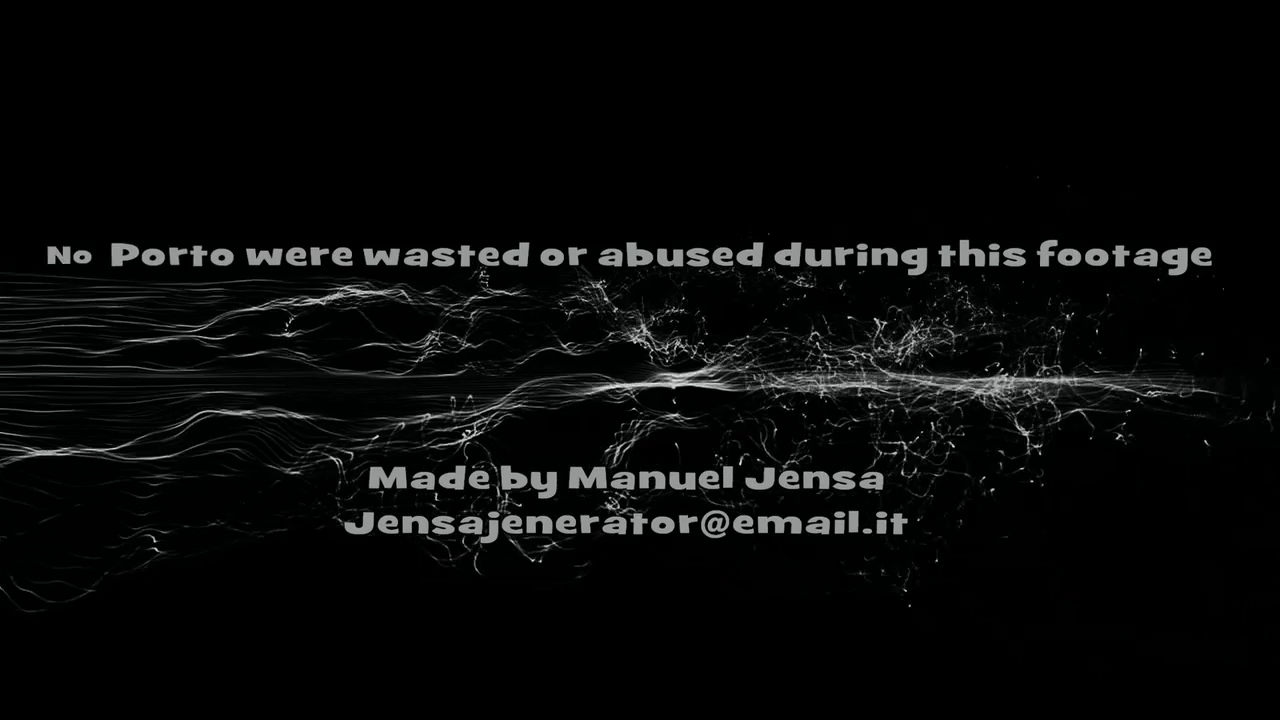 No Porto were wasted or abused during this footage
Made by Manuel Jensa
Jensajenerator@email.it